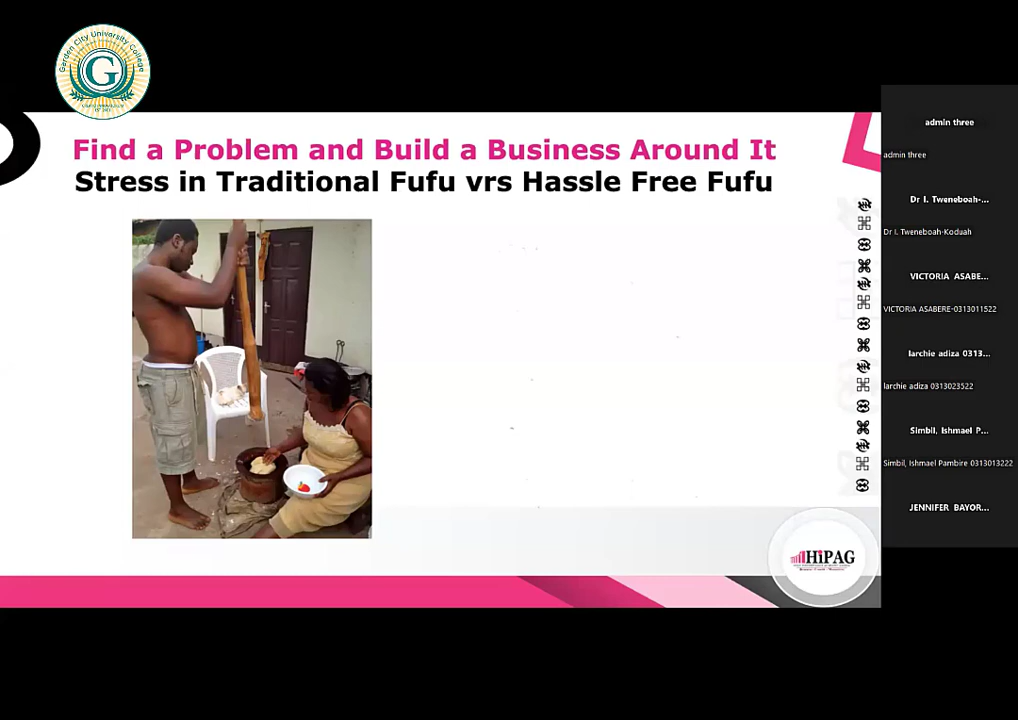 Garden City University College
G
Find a Problem and Build a Business Around It
Stress in Traditional Fufu vrs Hassle Free Fufu
HiPAG
admin three
admin three
Dr I. Tweneboah-...
Dr I. Tweneboah-Koduah
VICTORIA ASABE...
VICTORIA ASABERE-0313011522
larchie adiza 0313...
larchie adiza 0313023522
Simbil, Ishmael P...
Simbil, Ishmael Pambire 0313013222
JENNIFER BAYOR...